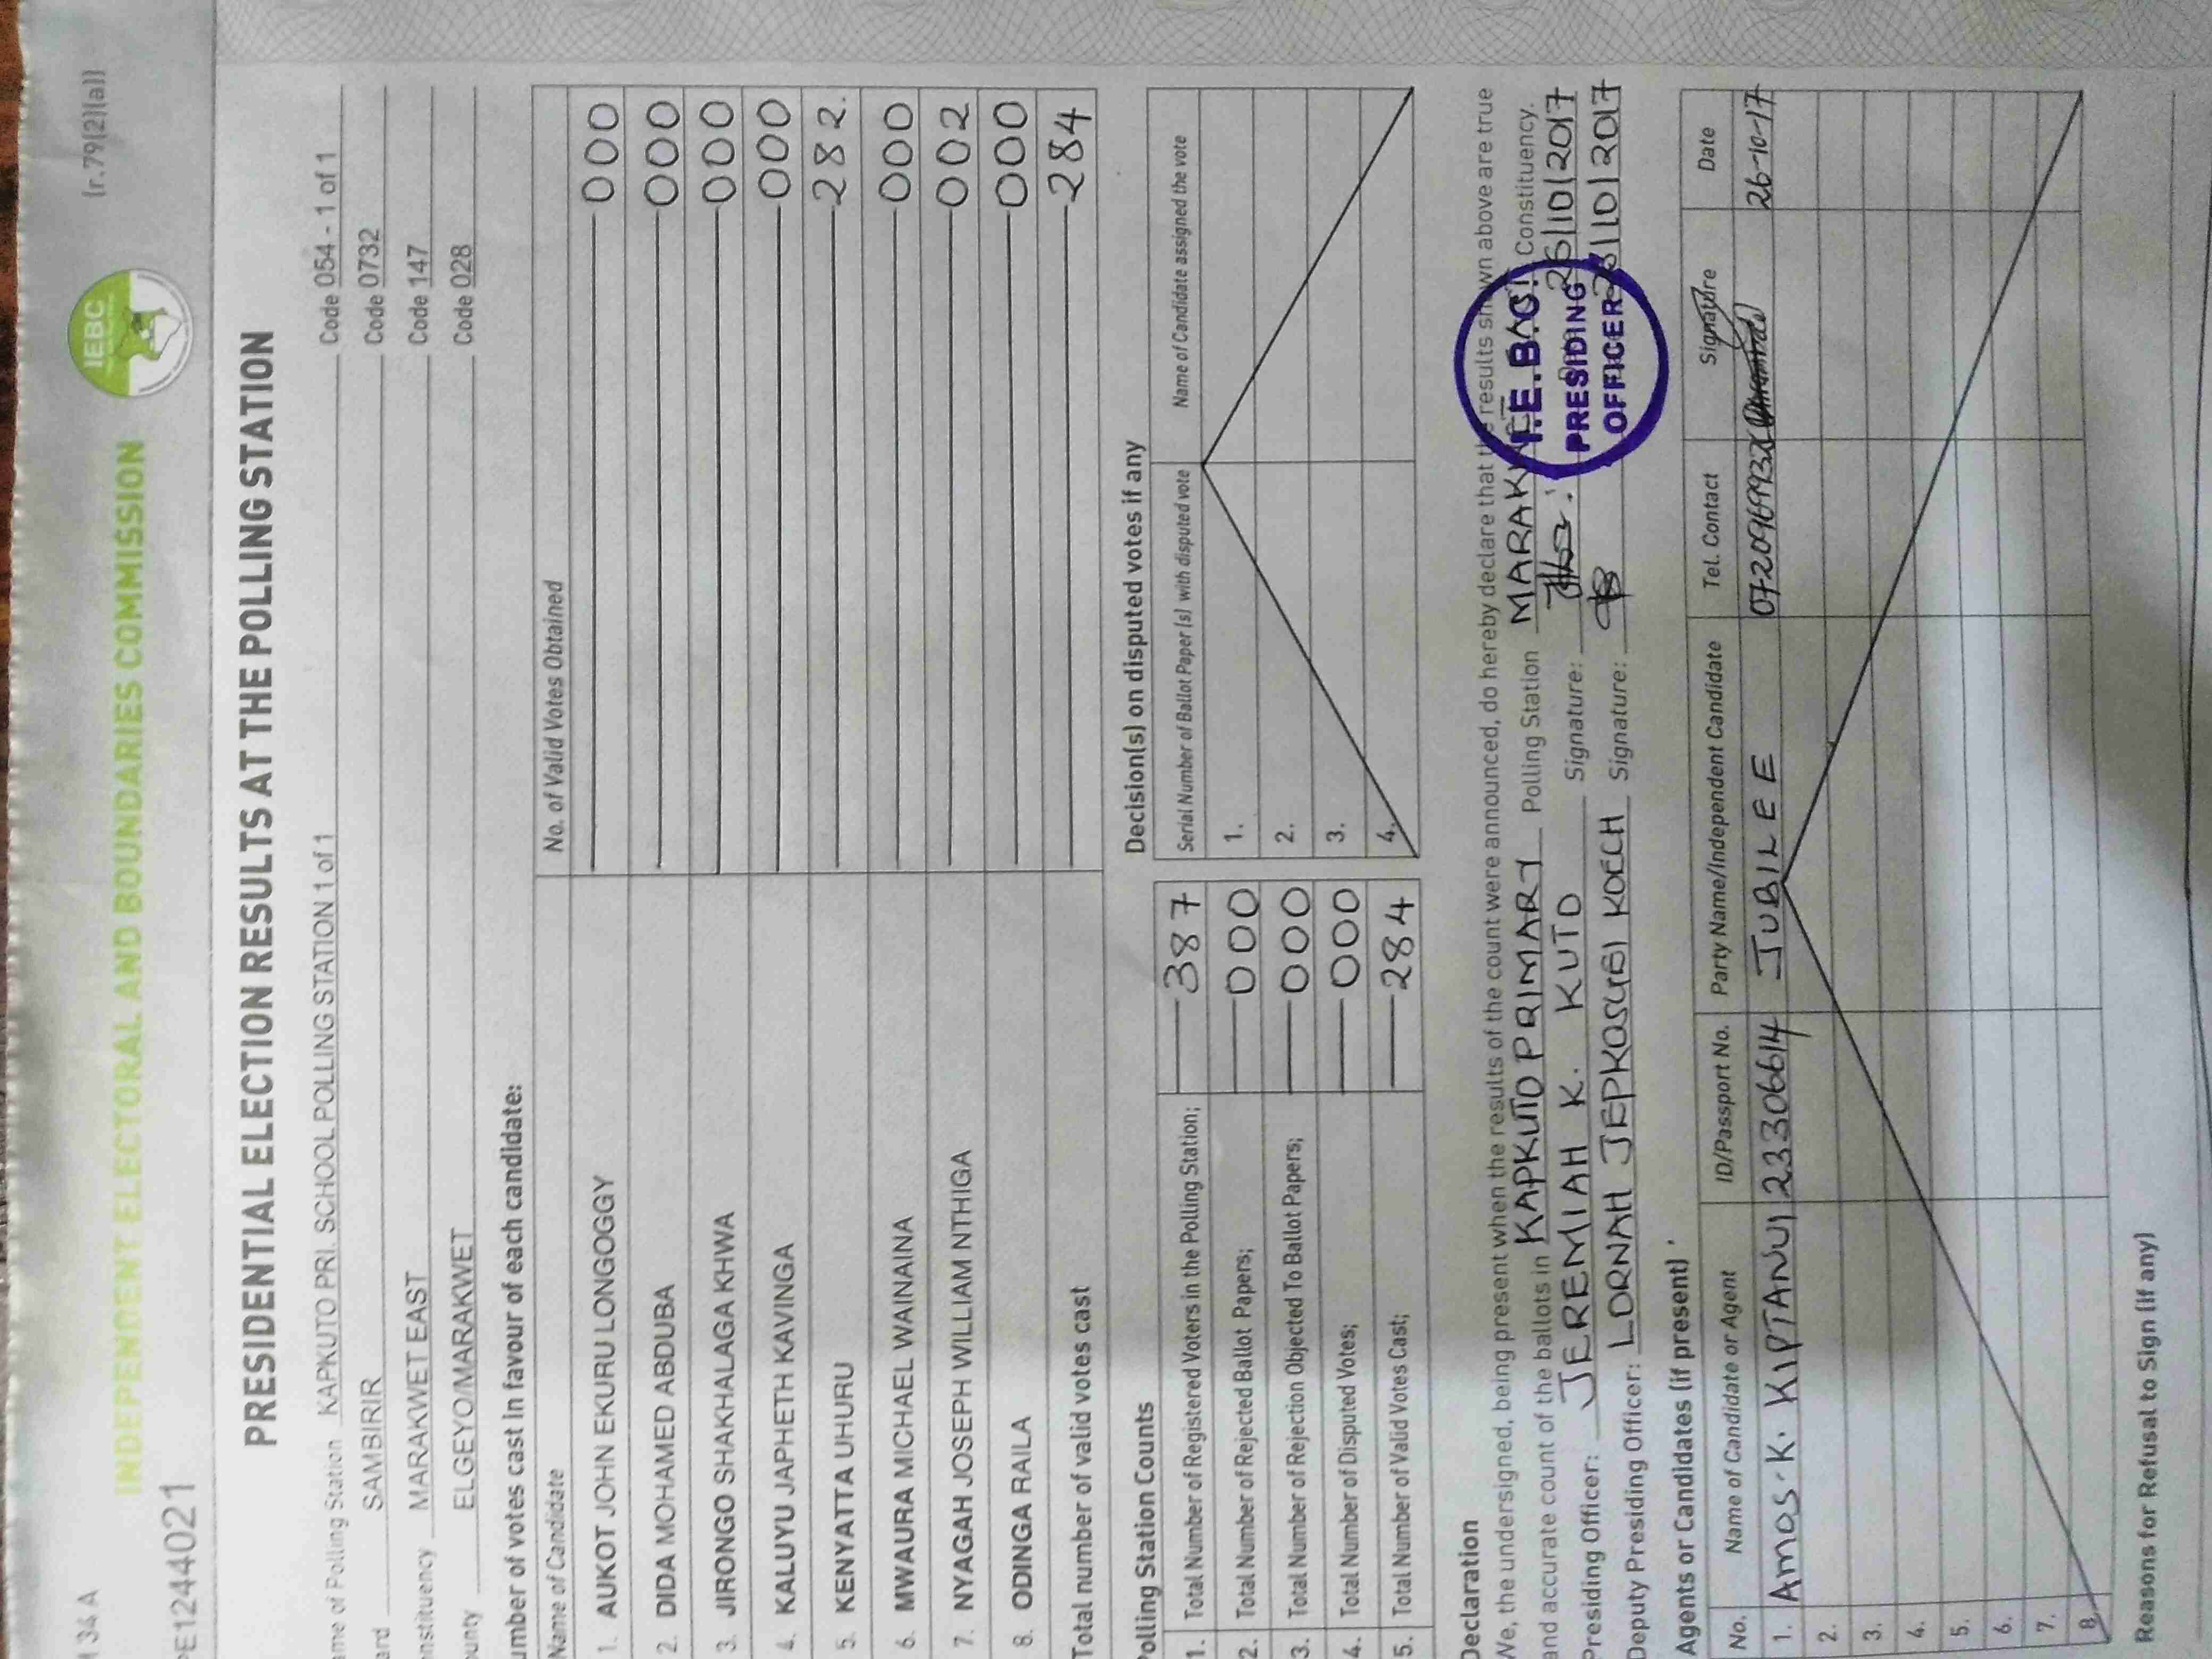 M 34 A
(r.79(2)(a))
IEBC
INDEPENDENT ELECTORAL AND BOUNDARIES COMMISSION
PE1244021
PRESIDENTIAL ELECTION RESULTS AT THE POLLING STATION
ame of Polling Station KAPKUTO PRI. SCHOOL POLLING STATION 1 of 1 Code 054 - 1 of 1
ard SAMBIRIR Code 0732
onstituency MARAKWET EAST Code 147
ounty ELGEYO/MARAKWET Code 028
umber of votes cast in favour of each candidate:
Name of Candidate No. of Valid Votes Obtained
1. AUKOT JOHN EKURU LONGOGGY 000
2. DIDA MOHAMED ABDUBA 000
3. JIRONGO SHAKHALAGA KHWA 000
4. KALUYU JAPHETH KAVINGA 000
5. KENYATTA UHURU 282.
6. MWAURA MICHAEL WAINAINA 000
7. NYAGAH JOSEPH WILLIAM NTHIGA 002
8. ODINGA RAILA 000
Total number of valid votes cast 284
Polling Station Counts
1. Total Number of Registered Voters in the Polling Station; 387
2. Total Number of Rejected Ballot Papers; 000
3. Total Number of Rejection Objected To Ballot Papers; 000
4. Total Number of Disputed Votes; 000
5. Total Number of Valid Votes Cast; 284
Decision(s) on disputed votes if any
Serial Number of Ballot Paper (s) with disputed vote Name of Candidate assigned the vote
1.
2.
3.
4.
Declaration
We, the undersigned, being present when the results of the count were announced, do hereby declare that the results shown above are true
and accurate count of the ballots in KAPKUTO PRIMARY Polling Station Constituency.
Presiding Officer: JEREMIAH K. KUTO Signature: 26/10/2017
Deputy Presiding Officer: LORNAH JEPKOSGEI KOECH Signature: /10/2017
I.E.B.C.
PRESIDING
OFFICER
Agents or Candidates (if present)
No. Name of Candidate or Agent ID/Passport No. Party Name/Independent Candidate Tel. Contact Signature Date
1. AMOS. K. KIPTANUI 23306614 JUBILEE 26-10-17
2.
3.
4.
5.
6.
7.
8.
Reasons for Refusal to Sign (if any)